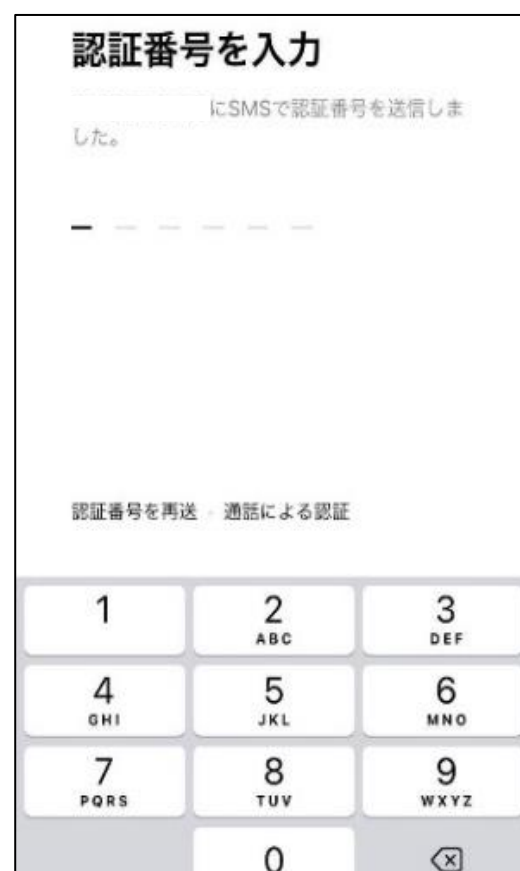 認証番号を入力
にSMSで認証番号を送信しま
した。
認証番号を再送 通話による認証
1 2 3
ABC DEF
4 5 6
GHI JKL MNO
7 8 9
PQRS TUV WXYZ
0